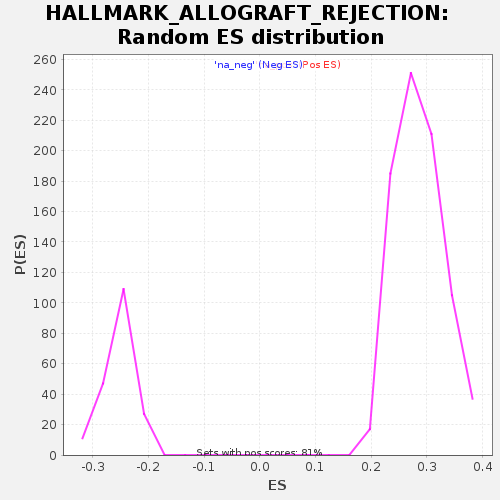 HALLMARK_ALLOGRAFT_REJECTION:
Random ES distribution
'na_neg' (Neg ES)Pos ES)
260
240
220
200
180
160
140
120
100
80
60
40
20
0
P(ES)
Sets with pos scores: 81%
-0.3 -0.2 -0.1 0.0 0.1 0.2 0.3 0.4
ES